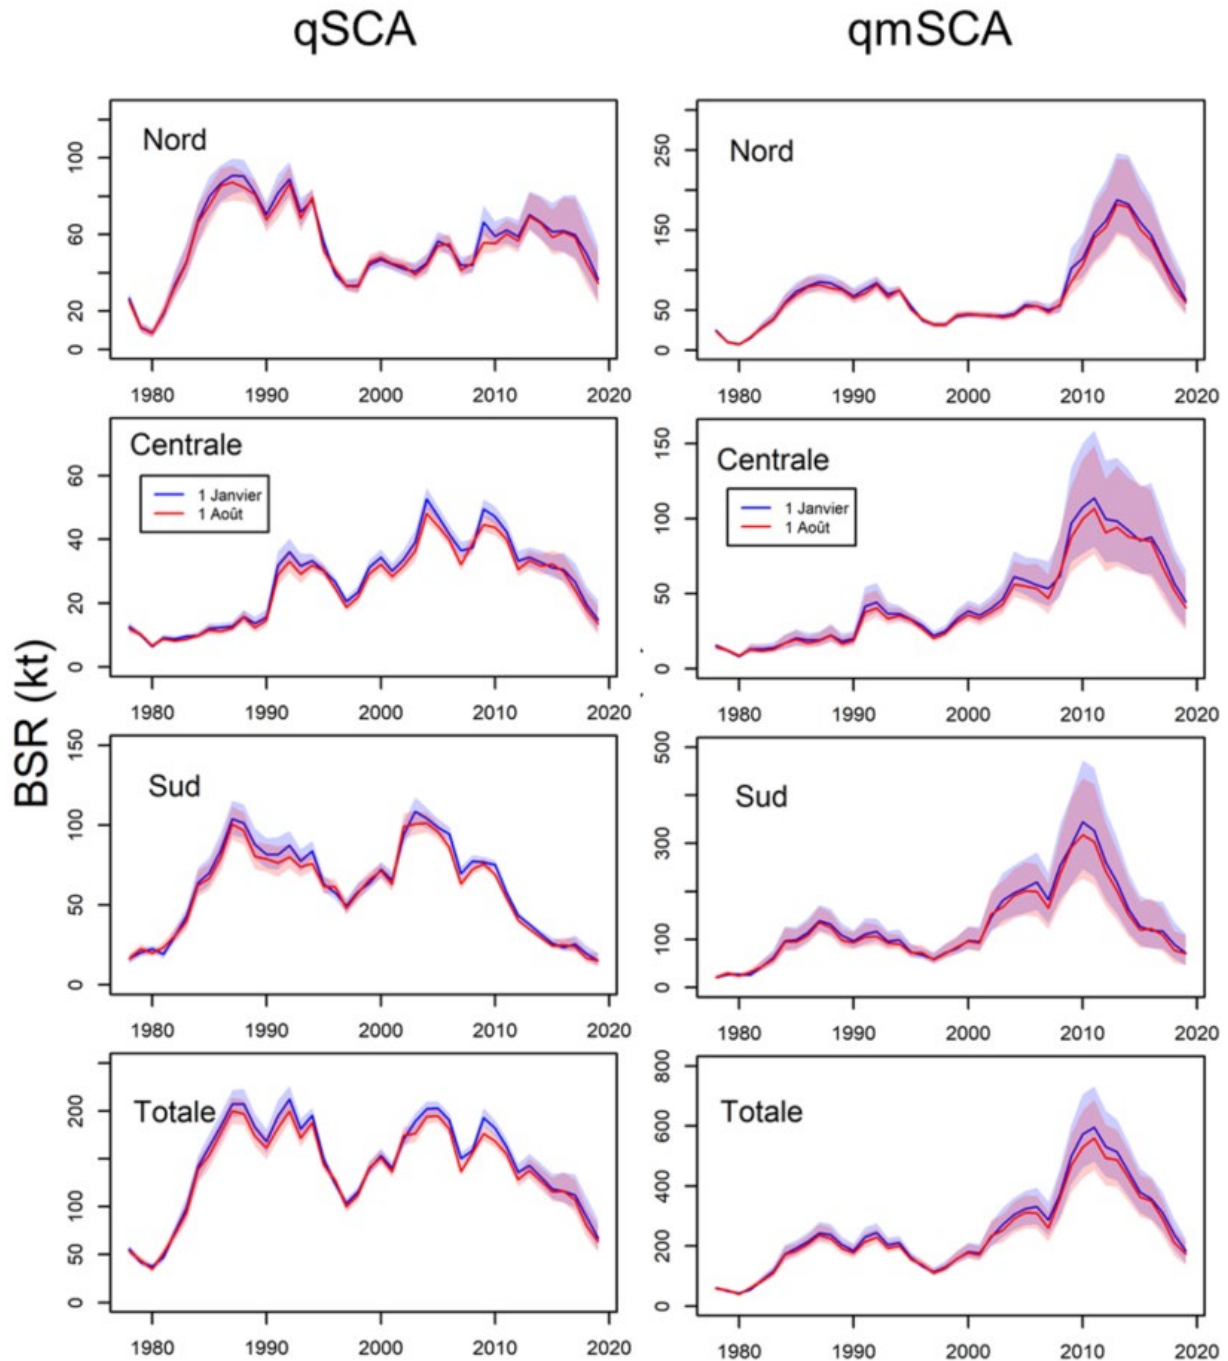 qSCA
qmSCA
BSR (kt)
Nord
0 20 60 100
1980 1990 2000 2010 2020
Nord
0 50 150 250
1980 1990 2000 2010 2020
Centrale
1 Janvier
1 Août
0 20 40 60
1980 1990 2000 2010 2020
Centrale
1 Janvier
1 Août
0 50 100 150
1980 1990 2000 2010 2020
Sud
0 50 100 150
1980 1990 2000 2010 2020
Sud
0 100 300 500
1980 1990 2000 2010 2020
Totale
0 50 100 200
1980 1990 2000 2010 2020
Totale
0 200 400 600 800
1980 1990 2000 2010 2020